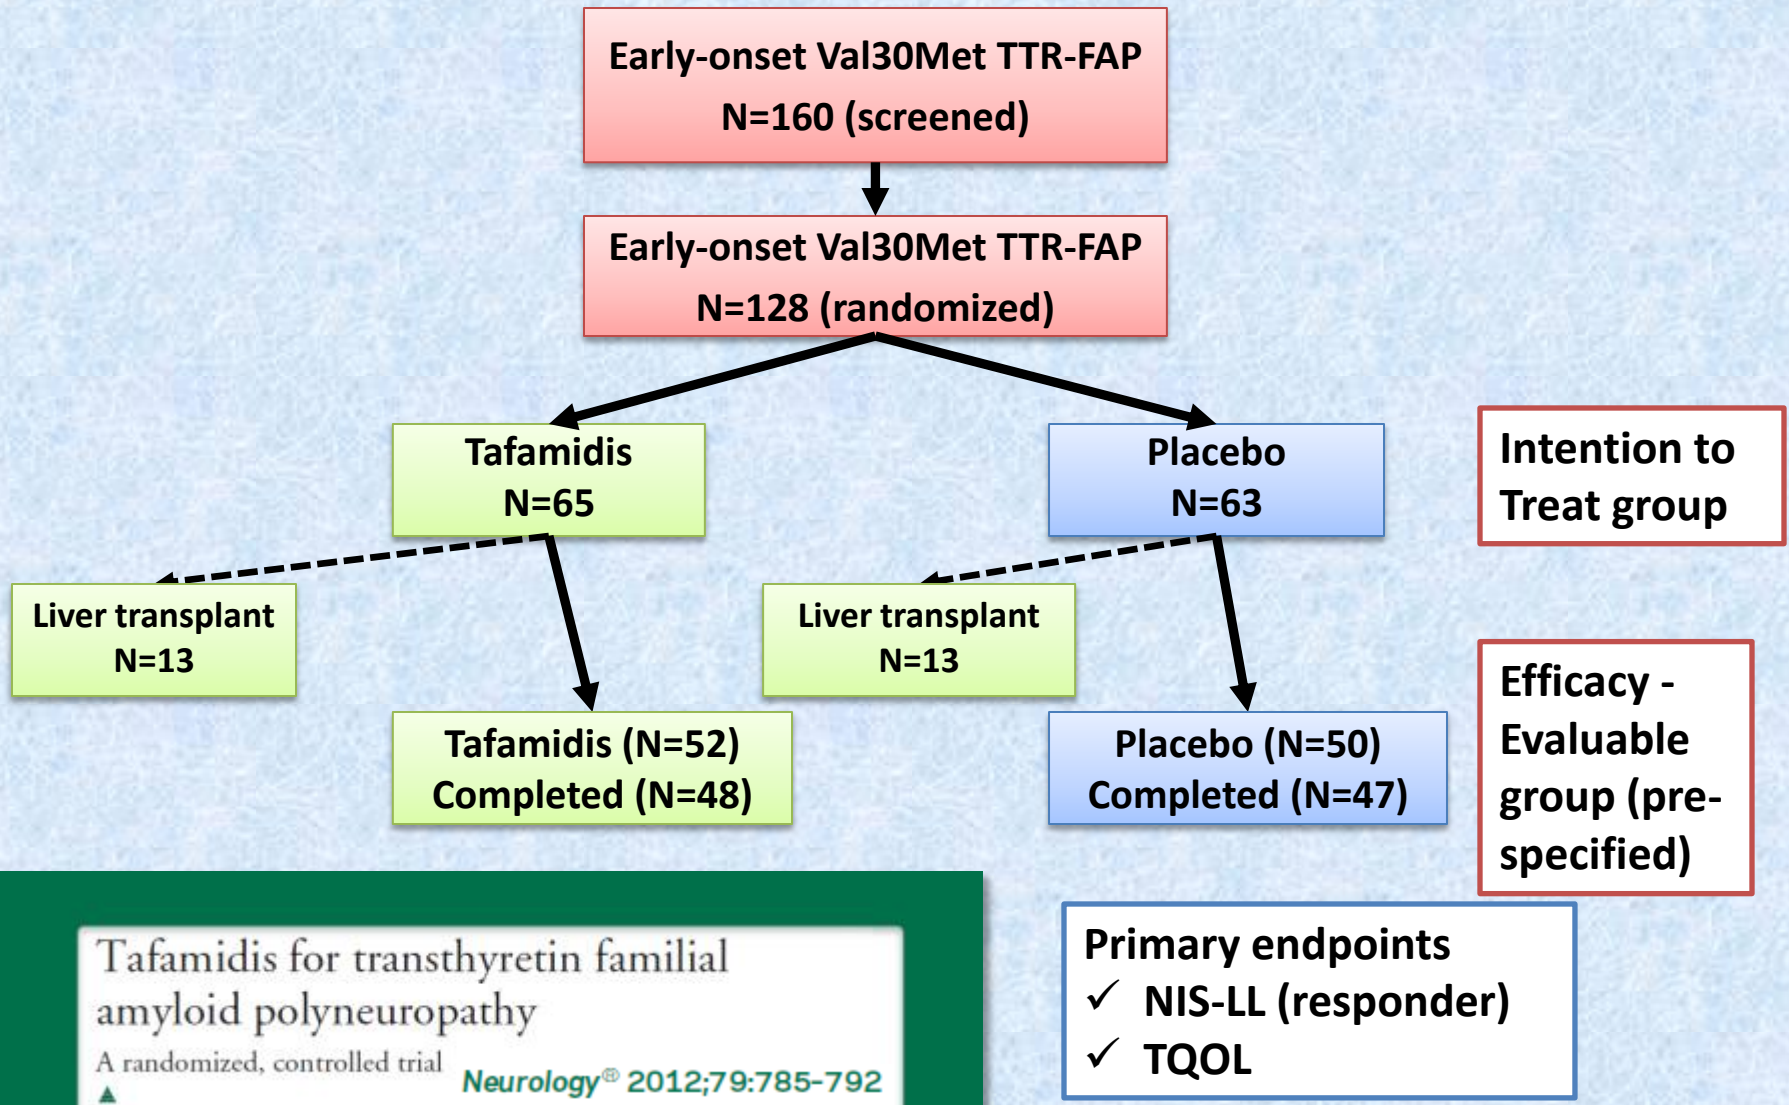 Early-onset Val30Met TTR-FAP
N=160 (screened)
Early-onset Val30Met TTR-FAP
N=128 (randomized)
Tafamidis
N=65
Placebo
N=63
Intention to
Treat group
Liver transplant
N=13
Liver transplant
N=13
Tafamidis (N=52)
Completed (N=48)
Placebo (N=50)
Completed (N=47)
Efficacy -
Evaluable
group (pre-
specified)
Tafamidis for transthyretin familial
amyloid polyneuropathy
A randomized, controlled trial
Neurology® 2012;79:785-792
Primary endpoints
✓ NIS-LL (responder)
✓ TQOL